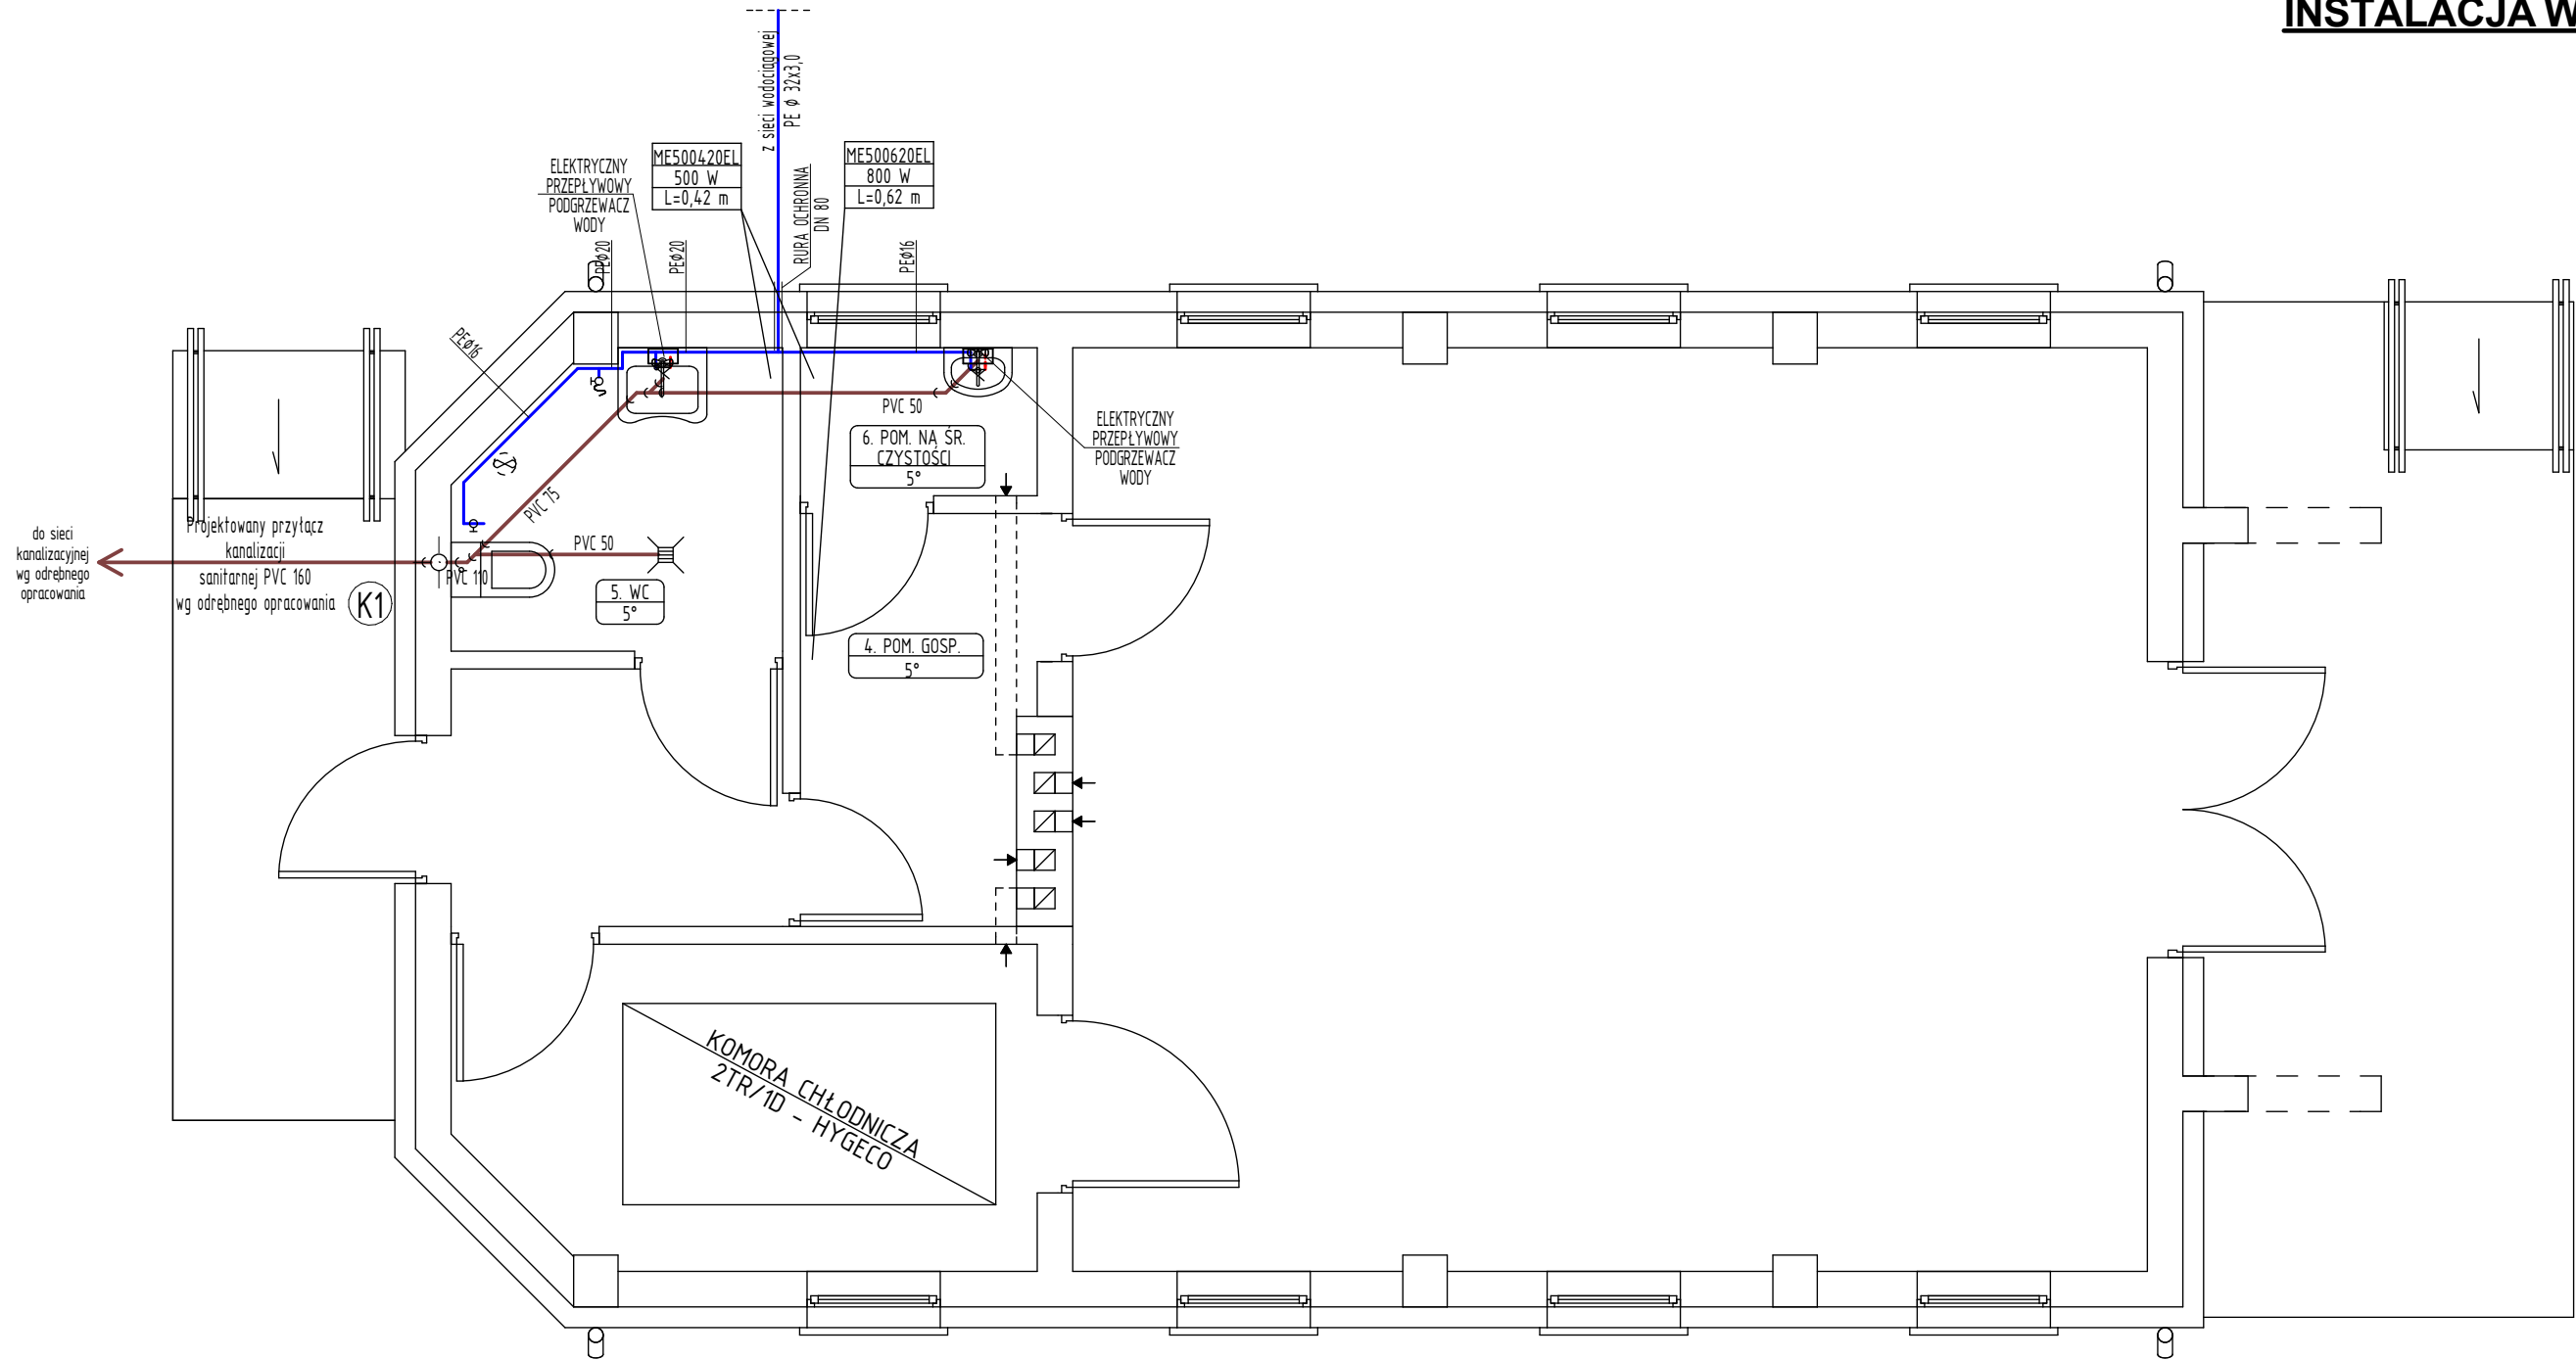 INSTALACJA W
z sieci wodociągowej
PE ϕ 32x3,0
ELEKTRYCZNY
PRZEPŁYWOWY
PODGRZEWACZ
WODY
ME500420EL
500 W
L=0,42 m
RURA OCHRONNA
DN 80
ME500620EL
800 W
L=0,62 m
PEϕ20
PEϕ20
PEϕ16
PEϕ16
PVC 50
6. POM. NA ŚR.
CZYSTOŚCI
5°
ELEKTRYCZNY
PRZEPŁYWOWY
PODGRZEWACZ
WODY
PVC 75
do sieci
kanalizacyjnej
wg odrębnego
opracowania
Projektowany przyłącz
kanalizacji
sanitarnej PVC 160
wg odrębnego opracowania
K1
PVC 110
PVC 50
5. WC
5°
4. POM. GOSP.
5°
KOMORA CHŁODNICZA
2TR/1D - HYGECO